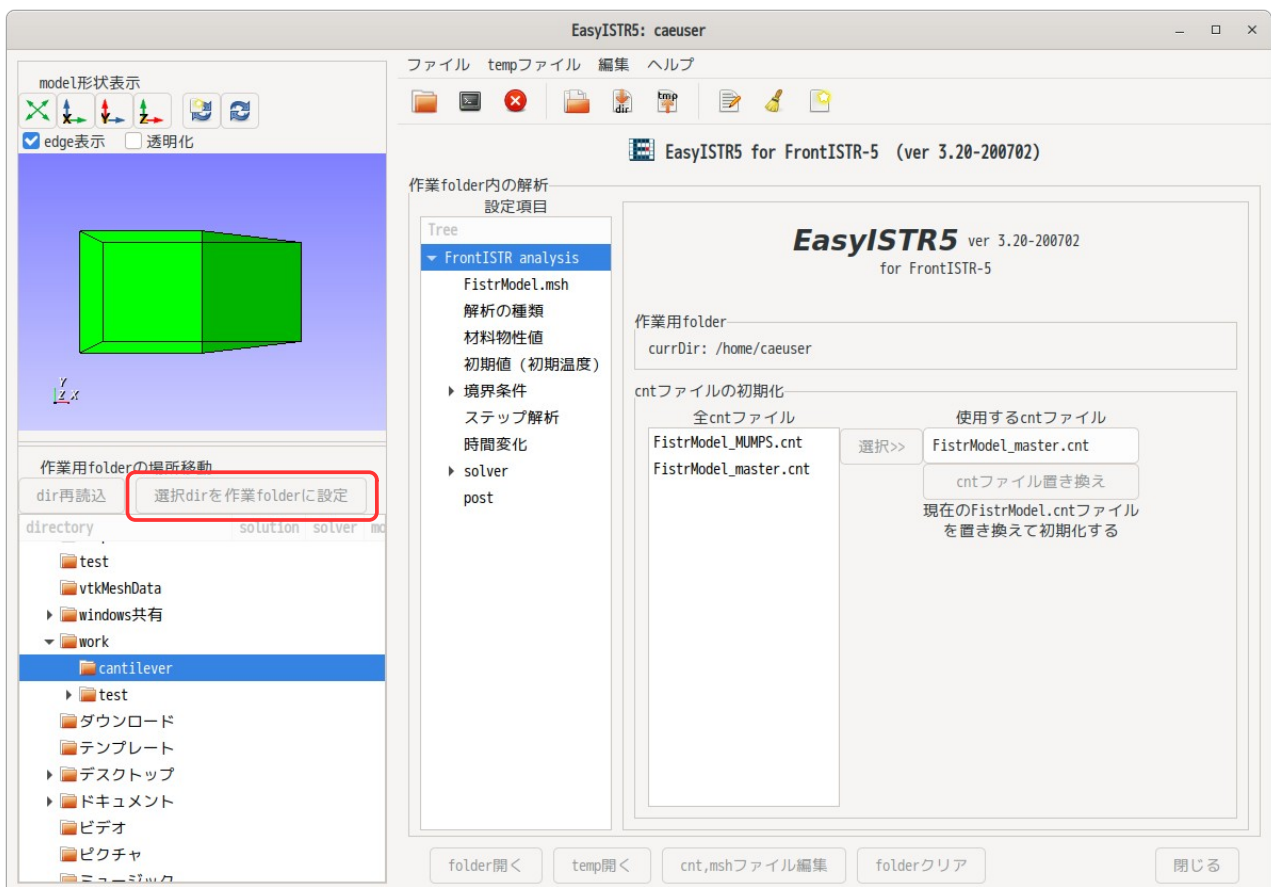 EasyISTR5: caeuser
model形状表示
edge表示 透明化
Y
Z X
作業用folderの場所移動
dir再読込 選択dirを作業folderに設定
directory solution solver mo
test
vtkMeshData
windows共有
work
cantilever
test
ダウンロード
テンプレート
デスクトップ
ドキュメント
ビデオ
ピクチャ
ミュージック
ファイル tempファイル 編集 ヘルプ
dir tmp
EasyISTR5 for FrontISTR-5 (ver 3.20-200702)
作業folder内の解析
設定項目
Tree
FrontISTR analysis
FistrModel.msh
解析の種類
材料物性値
初期値 (初期温度)
境界条件
ステップ解析
時間変化
solver
post
EasyISTR5 ver 3.20-200702
for FrontISTR-5
作業用folder
currDir: /home/caeuser
cntファイルの初期化
全cntファイル
FistrModel_MUMPS.cnt
FistrModel_master.cnt
選択>>
使用するcntファイル
FistrModel_master.cnt
cntファイル置き換え
現在のFistrModel.cntファイル
を置き換えて初期化する
folder開く temp開く cnt,mshファイル編集 folderクリア 閉じる